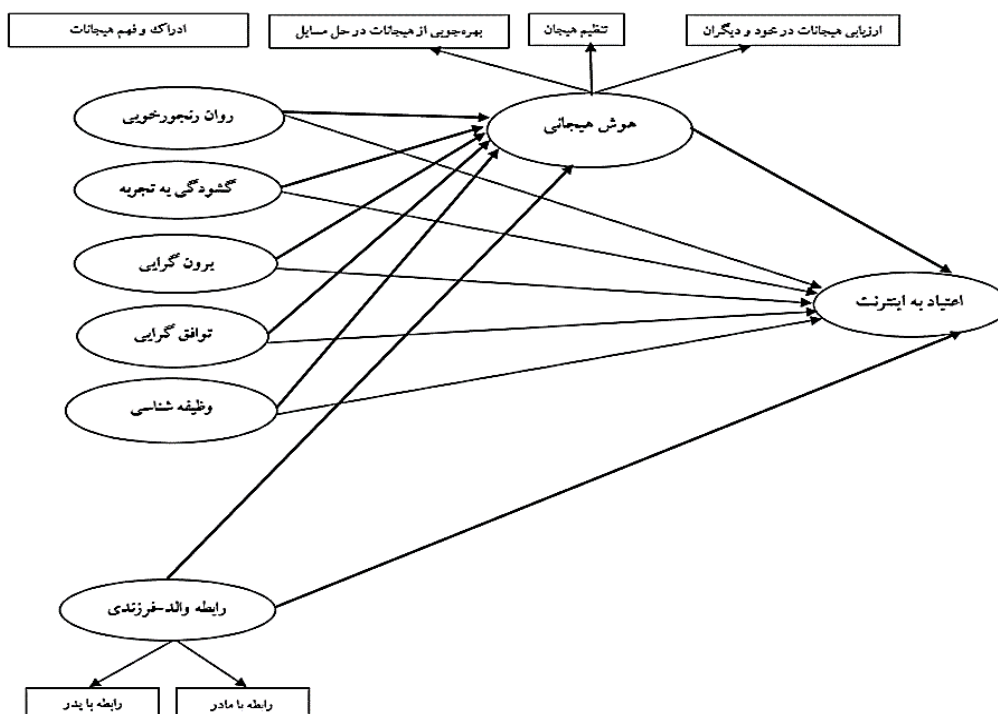 ارزیابی هیجانات در خود و دیگران
تنظیم هیجان
بهره‌جویی از هیجانات در حل مسایل
ادراک و فهم هیجانات
هوش هیجانی
روان رنجورخویی
گشودگی به تجربه
برون گرایی
توافق گرایی
وظیفه شناسی
اعتیاد به اینترنت
رابطه والد-فرزندی
رابطه با مادر
رابطه با پدر